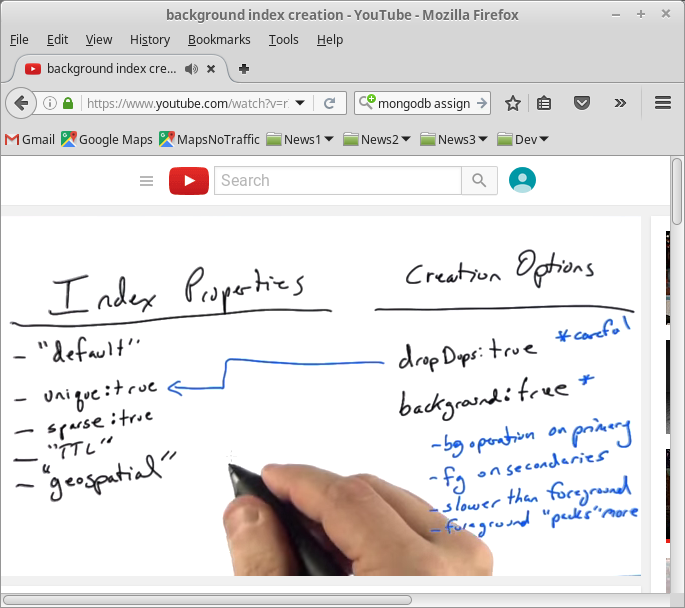 background index creation - YouTube - Mozilla Firefox
File Edit View History Bookmarks Tools Help
background index cre...
https://www.youtube.com/watch?v=r mongodb assign
Gmail Google Maps MapsNoTraffic News1 News2 News3 Dev
Search
Index Properties
- "default"
- unique:true
- sparse:true
- "TTL"
- "geospatial"
Creation Options
dropDups:true *careful
background:true *
- bg operation on primary
- fg on secondaries
- slower than foreground
- foreground "packs" more